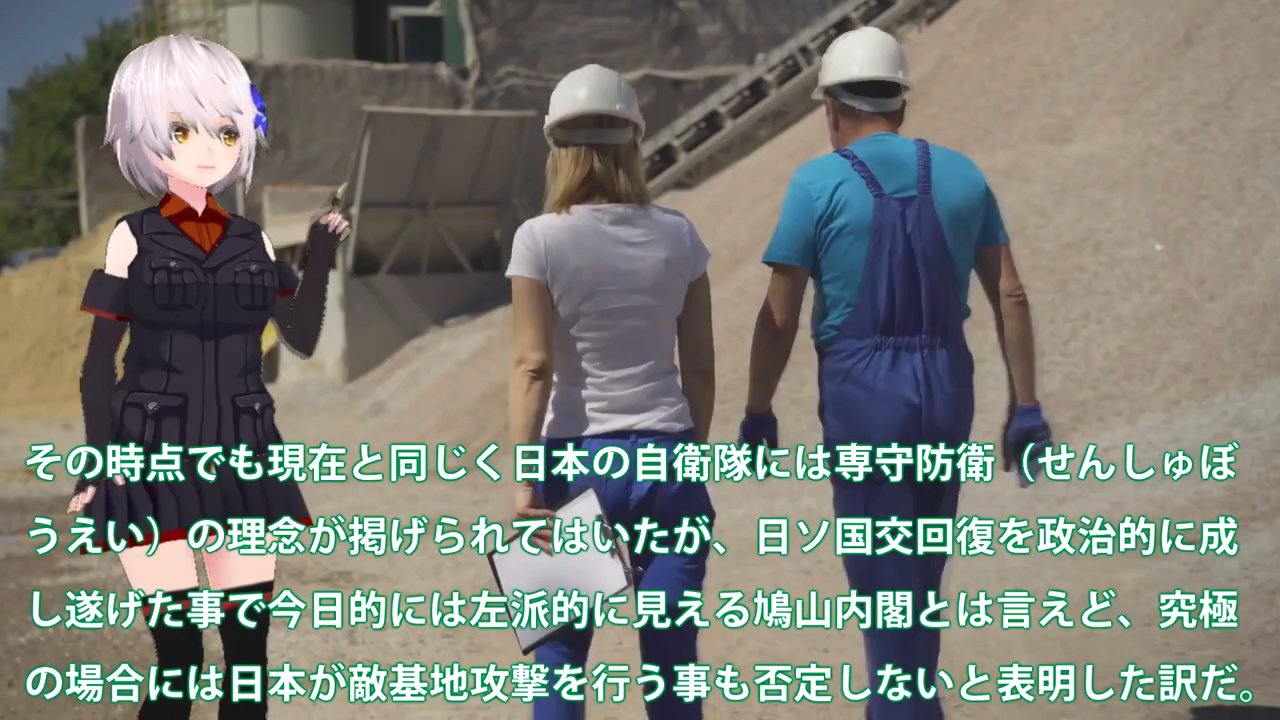 その時点でも現在と同じく日本の自衛隊には専守防衛（せんしゅぼ
うえい）の理念が掲げられてはいたが、日ソ国交回復を政治的に成
し遂げた事で今日的には左派的に見える鳩山内閣とは言えど、究極
の場合には日本が敵基地攻撃を行う事も否定しないと表明した訳だ。